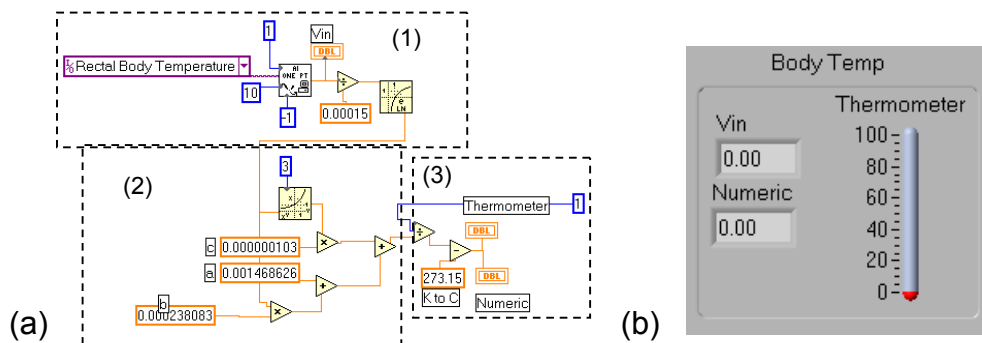 (1)
1
Vin
DBL
Rectal Body Temperature
AI
ONE PT
10
-1
÷
0.00015
e
LN
(2)
3
x
c
0.000000103
×
+
a
0.001468626
+
b
0.000238083
×
(3)
Thermometer
1
÷
-
DBL
273.15
DBL
K to C
Numeric
(a)
Body Temp
Vin
0.00
Numeric
0.00
Thermometer
100
80
60
40
20
0
(b)